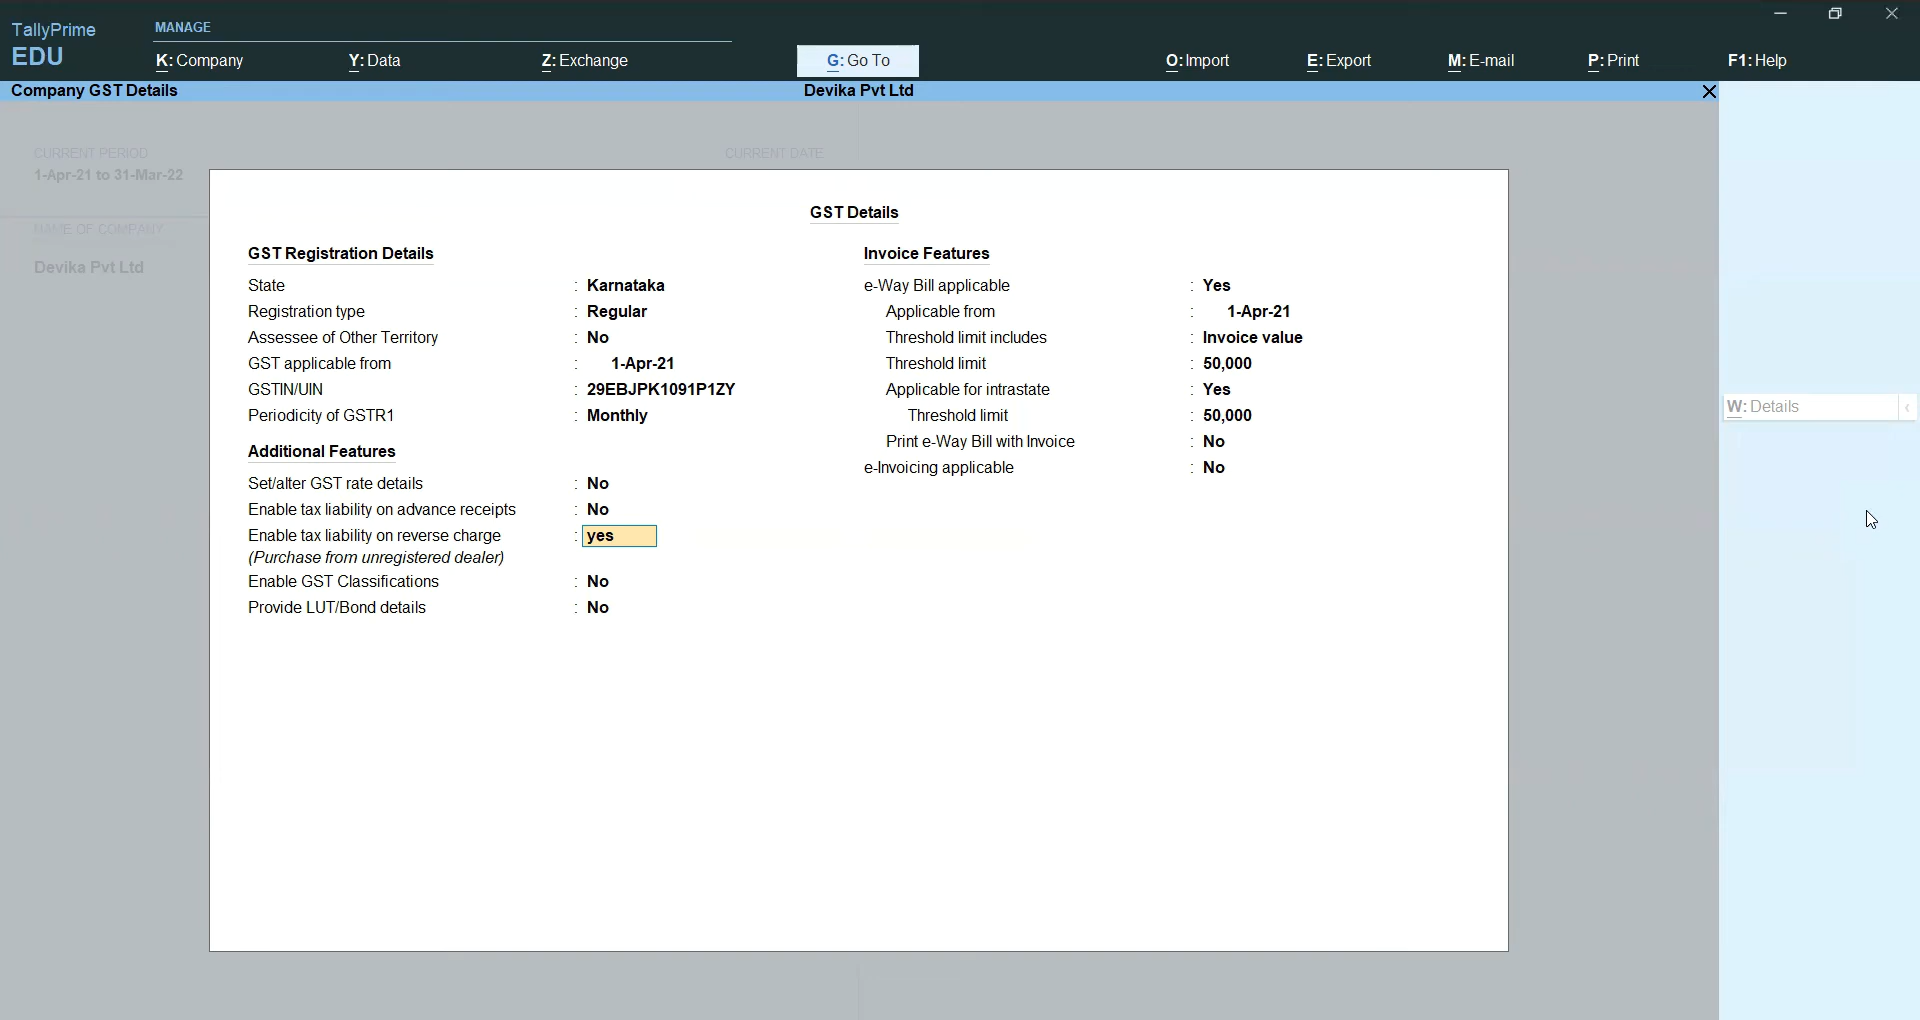 TallyPrime
EDU
MANAGE
K: Company
Y: Data
Z: Exchange
G: Go To
O: Import
E: Export
M: E-mail
P: Print
F1: Help
Company GST Details
Devika Pvt Ltd
CURRENT PERIOD
CURRENT DATE
1-Apr-21 to 31-Mar-22
NAME OF COMPANY
Devika Pvt Ltd
GST Details
GST Registration Details
State : Karnataka
Registration type : Regular
Assessee of Other Territory : No
GST applicable from : 1-Apr-21
GSTIN/UIN : 29EBJPK1091P1ZY
Periodicity of GSTR1 : Monthly
Additional Features
Set/alter GST rate details : No
Enable tax liability on advance receipts : No
Enable tax liability on reverse charge : yes
(Purchase from unregistered dealer)
Enable GST Classifications : No
Provide LUT/Bond details : No
Invoice Features
e-Way Bill applicable : Yes
Applicable from : 1-Apr-21
Threshold limit includes : Invoice value
Threshold limit : 50,000
Applicable for intrastate : Yes
Threshold limit : 50,000
Print e-Way Bill with Invoice : No
e-Invoicing applicable : No
W: Details